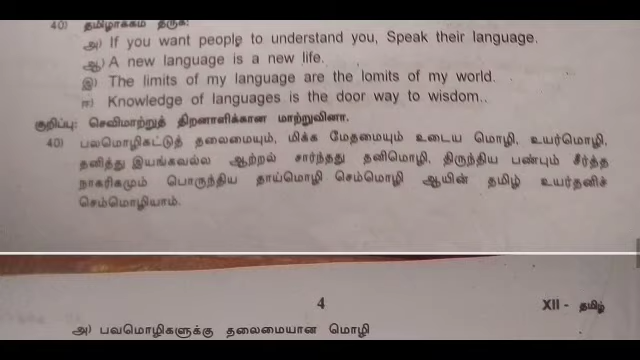 40) தமிழாக்கம் தருக:
அ) If you want people to understand you, Speak their language.
ஆ) A new language is a new life.
இ) The limits of my language are the lomits of my world.
ஈ) Knowledge of languages is the door way to wisdom..
குறிப்பு: செவிமாற்றுத் திறனாளிக்கான மாற்றுவினா.
40) பலமொழிகட்டுத் தலைமையும், மிக்க மேதமையும் உடைய மொழி, உயர்மொழி,
தனித்து இயங்கவல்ல ஆற்றல் சார்ந்தது தனிமொழி, திருந்திய பண்பும் சீர்த்த
நாகரிகமும் பொருந்திய தாய்மொழி செம்மொழி ஆயின் தமிழ் உயர்தனிச்
செம்மொழியாம்.
4
XII - தமிழ்
அ) பவமொழிகளுக்கு தலைமையான மொழி